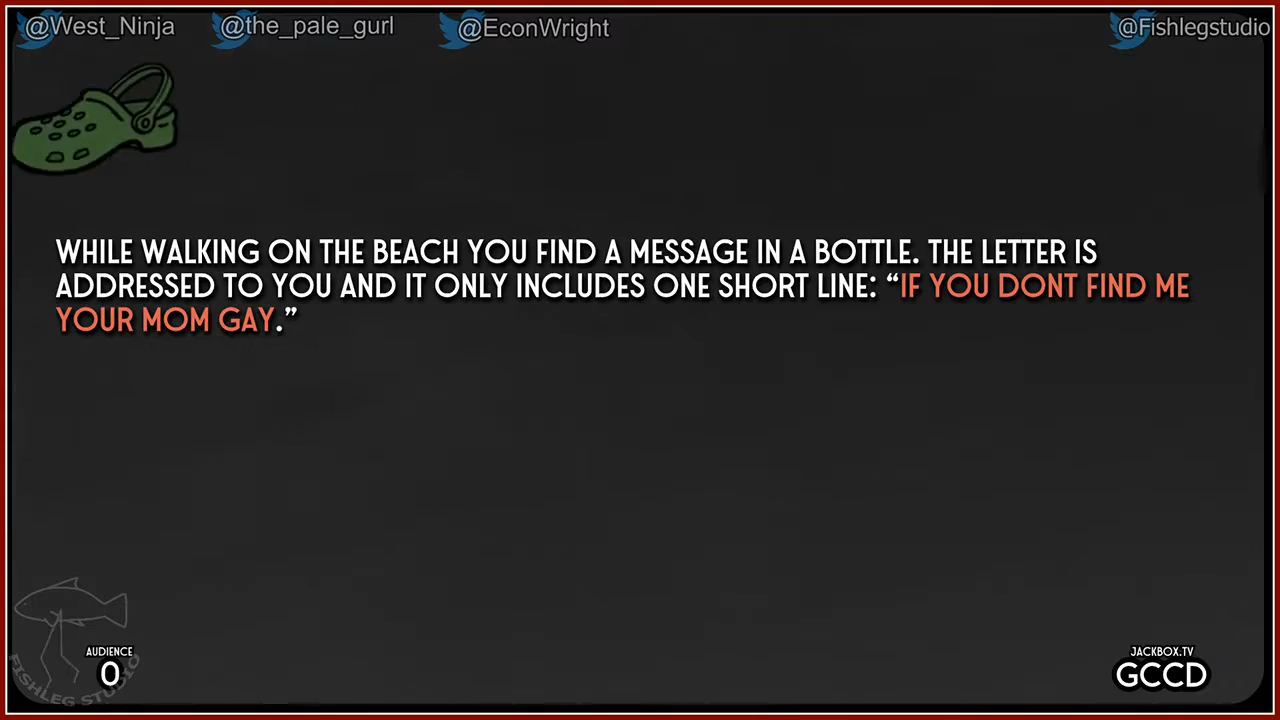 @West_Ninja @the_pale_gurl @EconWright @Fishlegstudio
WHILE WALKING ON THE BEACH YOU FIND A MESSAGE IN A BOTTLE. THE LETTER IS
ADDRESSED TO YOU AND IT ONLY INCLUDES ONE SHORT LINE: “IF YOU DONT FIND ME
YOUR MOM GAY.”
AUDIENCE
0
FISHLEG STUDIO
JACKBOX.TV
GCCD